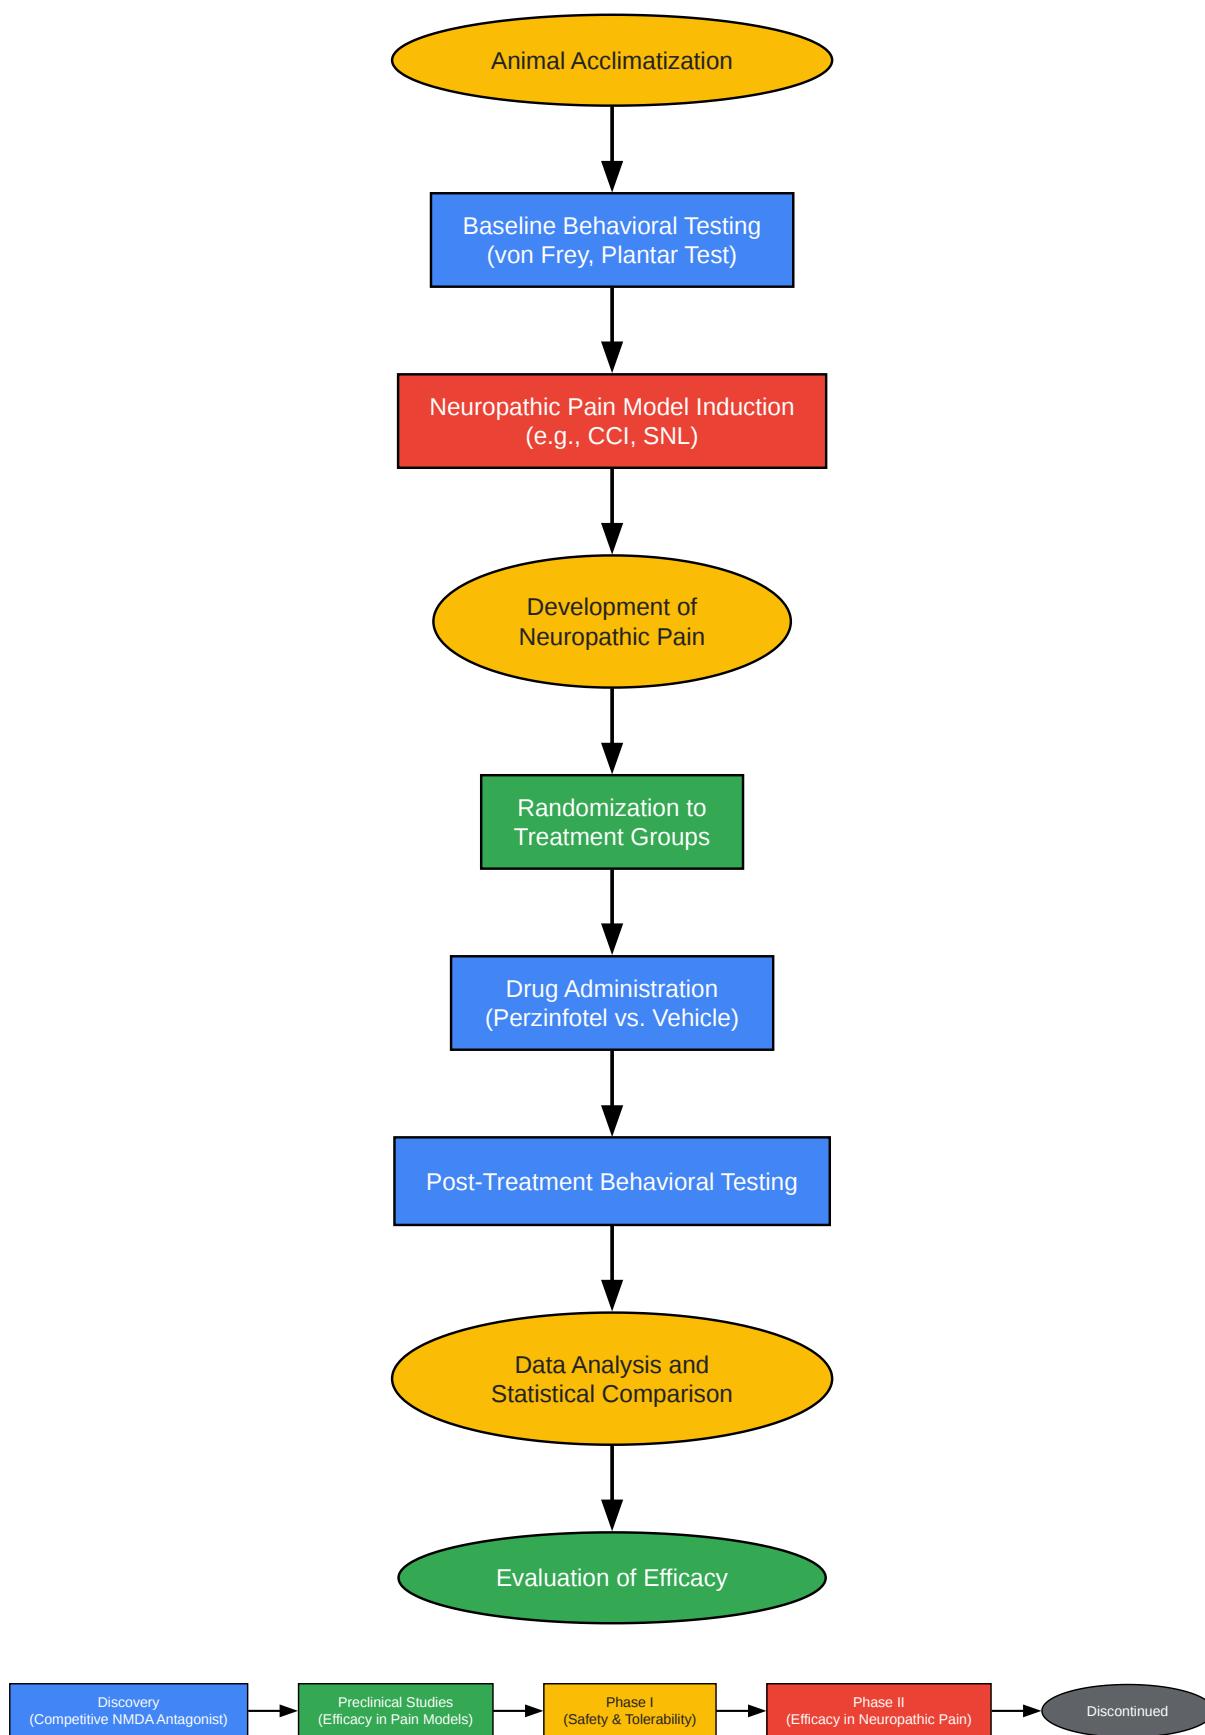 Animal Acclimatization
Baseline Behavioral Testing
(von Frey, Plantar Test)
Neuropathic Pain Model Induction
(e.g., CCI, SNL)
Development of
Neuropathic Pain
Randomization to
Treatment Groups
Drug Administration
(Perzinfotel vs. Vehicle)
Post-Treatment Behavioral Testing
Data Analysis and
Statistical Comparison
Evaluation of Efficacy
Discovery
(Competitive NMDA Antagonist)
Preclinical Studies
(Efficacy in Pain Models)
Phase I
(Safety & Tolerability)
Phase II
(Efficacy in Neuropathic Pain)
Discontinued